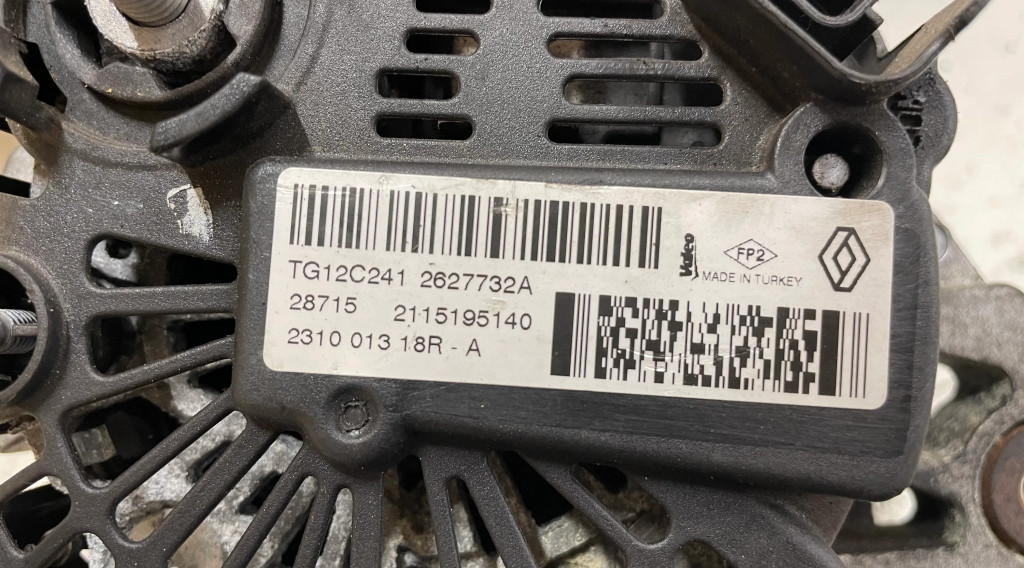 TG12C241 2627732A
28715 2115195140
2310 013 18R - A
Valeo
FP2
MADE IN TURKEY